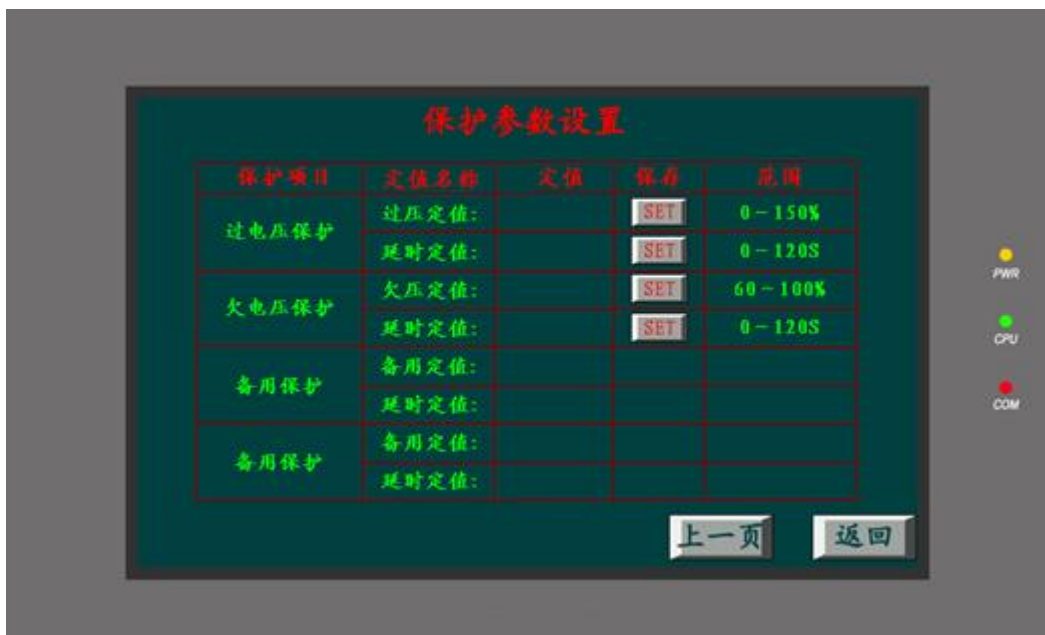 保护参数设置
保护项目 定值名称 定值 保存 范围
过电压保护
过压定值: SET 0~150%
延时定值: SET 0~120S
欠电压保护
欠压定值: SET 60~100%
延时定值: SET 0~120S
备用保护
备用定值:
延时定值:
备用保护
备用定值:
延时定值:
上一页 返回
PWR
CPU
COM